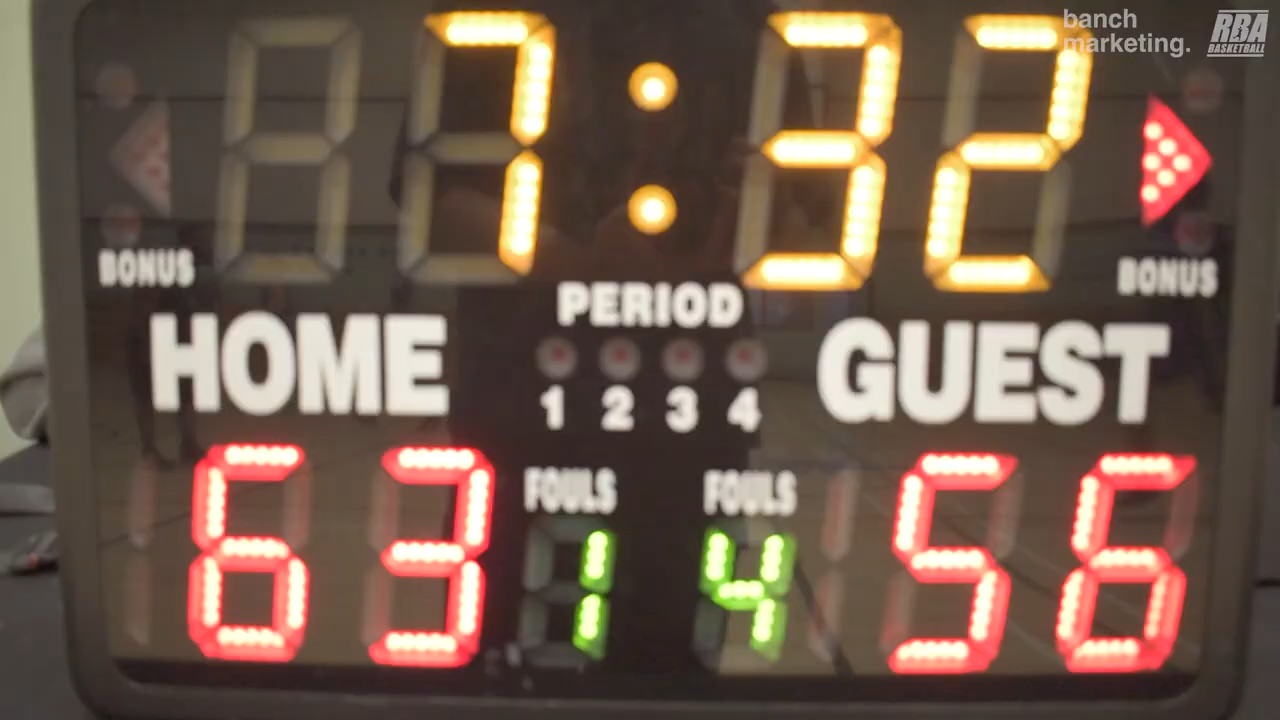 banch
marketing.
RBA
BASKETBALL
7:32
BONUS
BONUS
PERIOD
HOME
GUEST
1 2 3 4
FOULS
FOULS
63
1
4
56